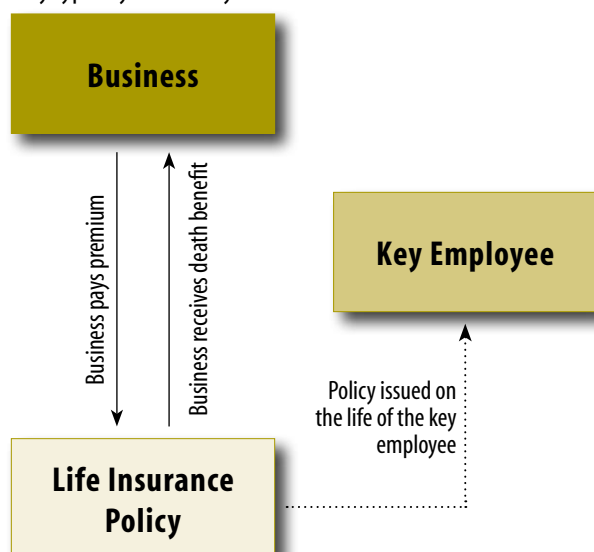 Business
Business pays premium
Business receives death benefit
Key Employee
Policy issued on
the life of the key
employee
Life Insurance
Policy